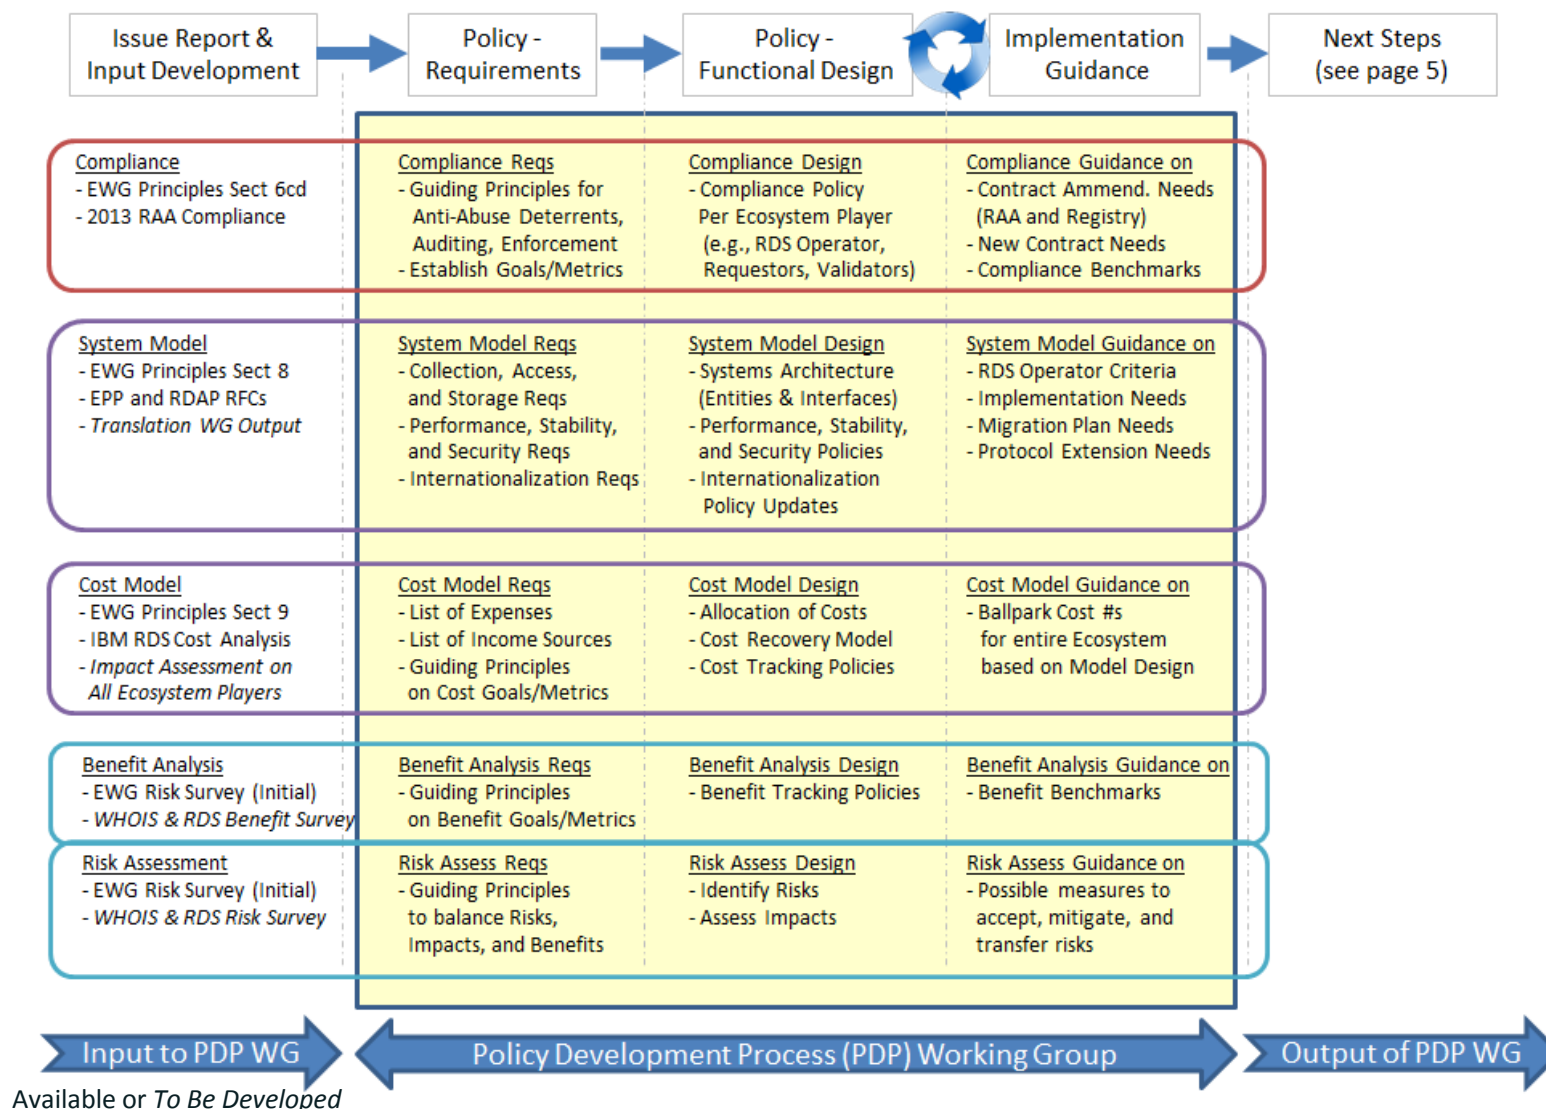 Issue Report &
Input Development
Policy -
Requirements
Policy -
Functional Design
Implementation
Guidance
Next Steps
(see page 5)
Compliance
- EWG Principles Sect 6cd
- 2013 RAA Compliance
Compliance Reqs
- Guiding Principles for
Anti-Abuse Deterrents,
Auditing, Enforcement
- Establish Goals/Metrics
Compliance Design
- Compliance Policy
Per Ecosystem Player
(e.g., RDS Operator,
Requestors, Validators)
Compliance Guidance on
- Contract Ammend. Needs
(RAA and Registry)
- New Contract Needs
- Compliance Benchmarks
System Model
- EWG Principles Sect 8
- EPP and RDAP RFCs
- Translation WG Output
System Model Reqs
- Collection, Access,
and Storage Reqs
- Performance, Stability,
and Security Reqs
- Internationalization Reqs
System Model Design
- Systems Architecture
(Entities & Interfaces)
- Performance, Stability,
and Security Policies
- Internationalization
Policy Updates
System Model Guidance on
- RDS Operator Criteria
- Implementation Needs
- Migration Plan Needs
- Protocol Extension Needs
Cost Model
- EWG Principles Sect 9
- IBM RDS Cost Analysis
- Impact Assessment on
All Ecosystem Players
Cost Model Reqs
- List of Expenses
- List of Income Sources
- Guiding Principles
on Cost Goals/Metrics
Cost Model Design
- Allocation of Costs
- Cost Recovery Model
- Cost Tracking Policies
Cost Model Guidance on
- Ballpark Cost #s
for entire Ecosystem
based on Model Design
Benefit Analysis
- EWG Risk Survey (Initial)
- WHOIS & RDS Benefit Survey
Benefit Analysis Reqs
- Guiding Principles
on Benefit Goals/Metrics
Benefit Analysis Design
- Benefit Tracking Policies
Benefit Analysis Guidance on
- Benefit Benchmarks
Risk Assessment
- EWG Risk Survey (Initial)
- WHOIS & RDS Risk Survey
Risk Assess Reqs
- Guiding Principles
to balance Risks,
Impacts, and Benefits
Risk Assess Design
- Identify Risks
- Assess Impacts
Risk Assess Guidance on
- Possible measures to
accept, mitigate, and
transfer risks
Input to PDP WG
Policy Development Process (PDP) Working Group
Output of PDP WG
Available or To Be Developed